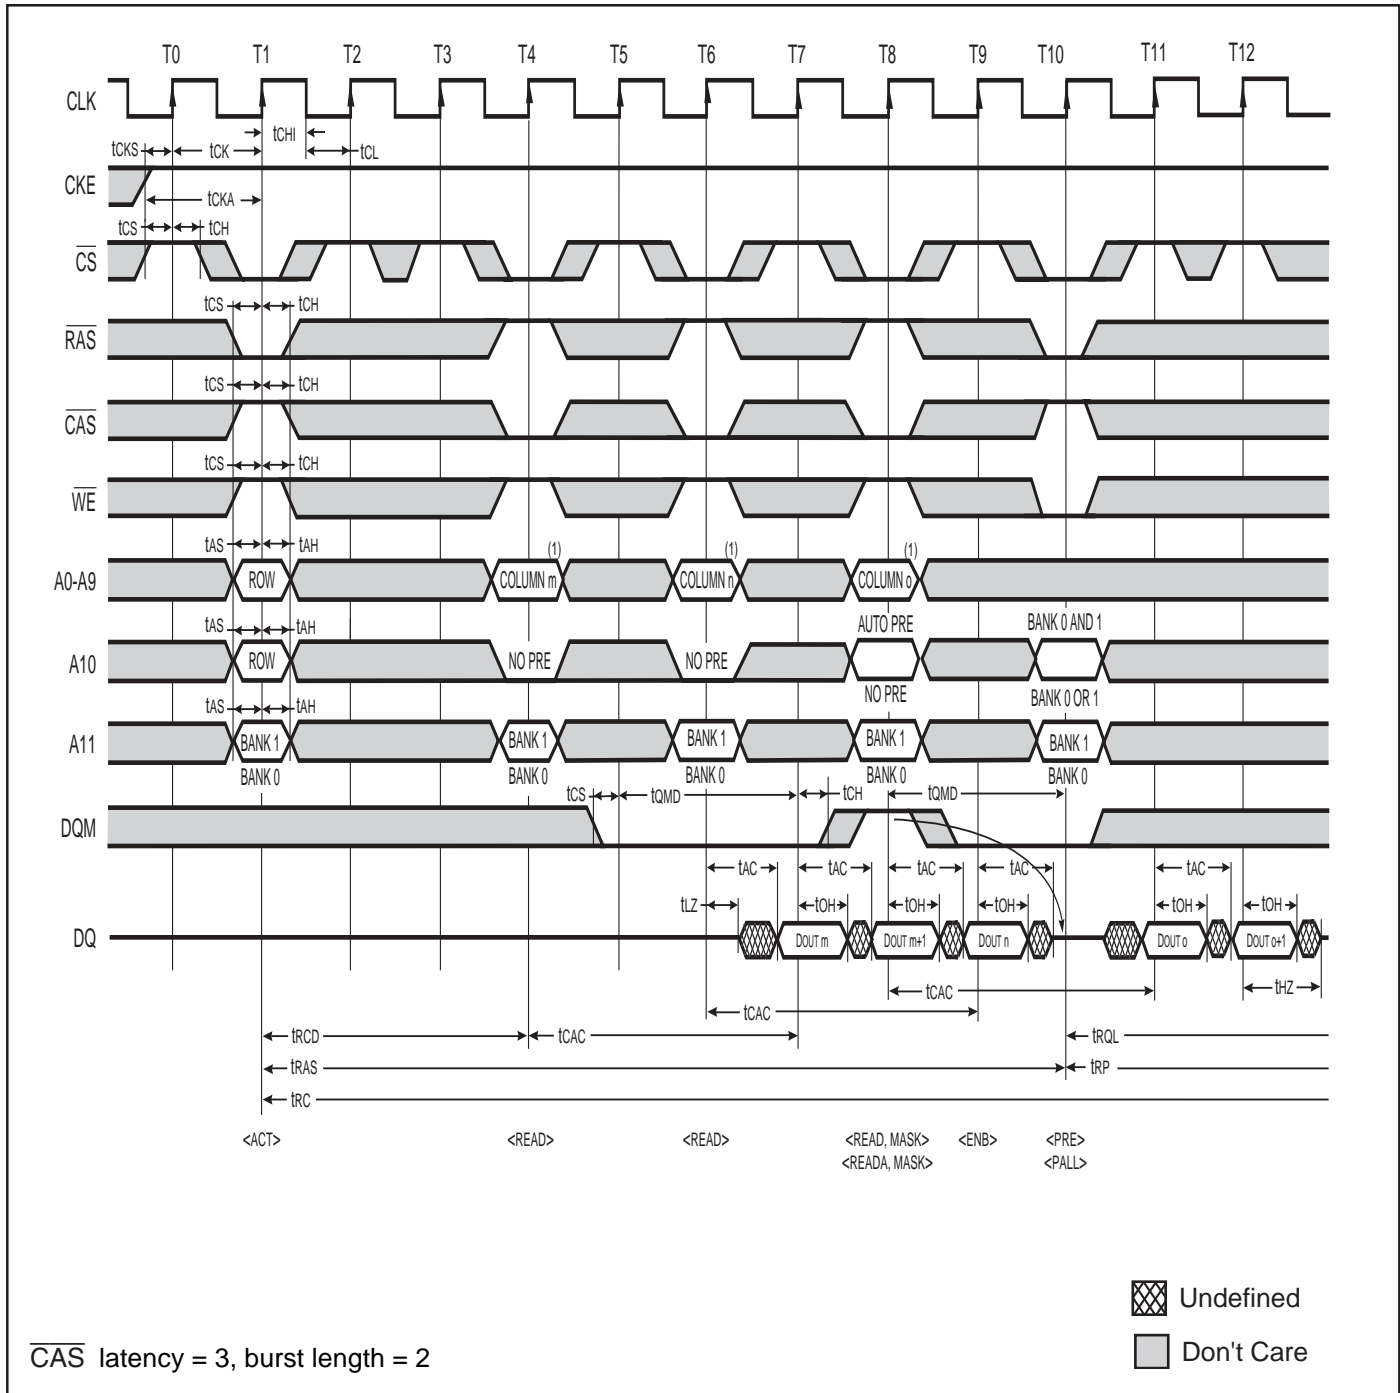 T0 T1 T2 T3 T4 T5 T6 T7 T8 T9 T10 T11 T12
CLK
tCHI
tCKS tCK tCL
CKE
tCKA
tCS tCH
CS
tCS tCH
RAS
tCS tCH
CAS
tCS tCH
WE
tAS tAH (1) (1) (1)
A0-A9 ROW COLUMN m COLUMN n COLUMN o
tAS tAH AUTO PRE BANK 0 AND 1
A10 ROW NO PRE NO PRE
NO PRE BANK 0 OR 1
tAS tAH
A11 BANK 1 BANK 1 BANK 1 BANK 1 BANK 1
BANK 0 BANK 0 BANK 0 BANK 0 BANK 0
tCS tQMD tCH tQMD
DQM
tAC tAC tAC tAC tAC
tLZ tOH tOH tOH tOH tOH
DQ DOUT m DOUT m+1 DOUT n DOUT o DOUT o+1
tCAC tHZ
tCAC
tRCD tCAC tRQL
tRAS tRP
tRC
<ACT> <READ> <READ> <READ, MASK> <ENB> <PRE>
<READA, MASK> <PALL>
Undefined
Don't Care
CAS latency = 3, burst length = 2